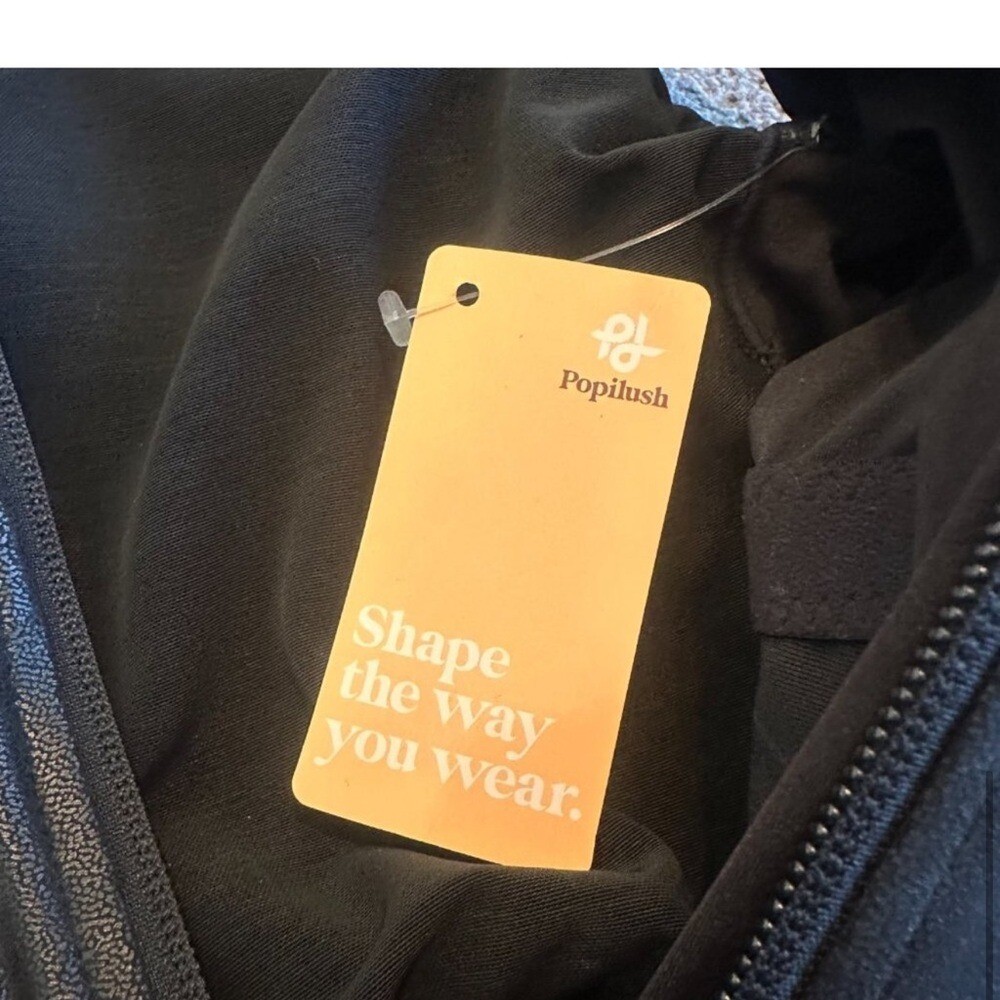 Popilush
Shape
the way
you wear.